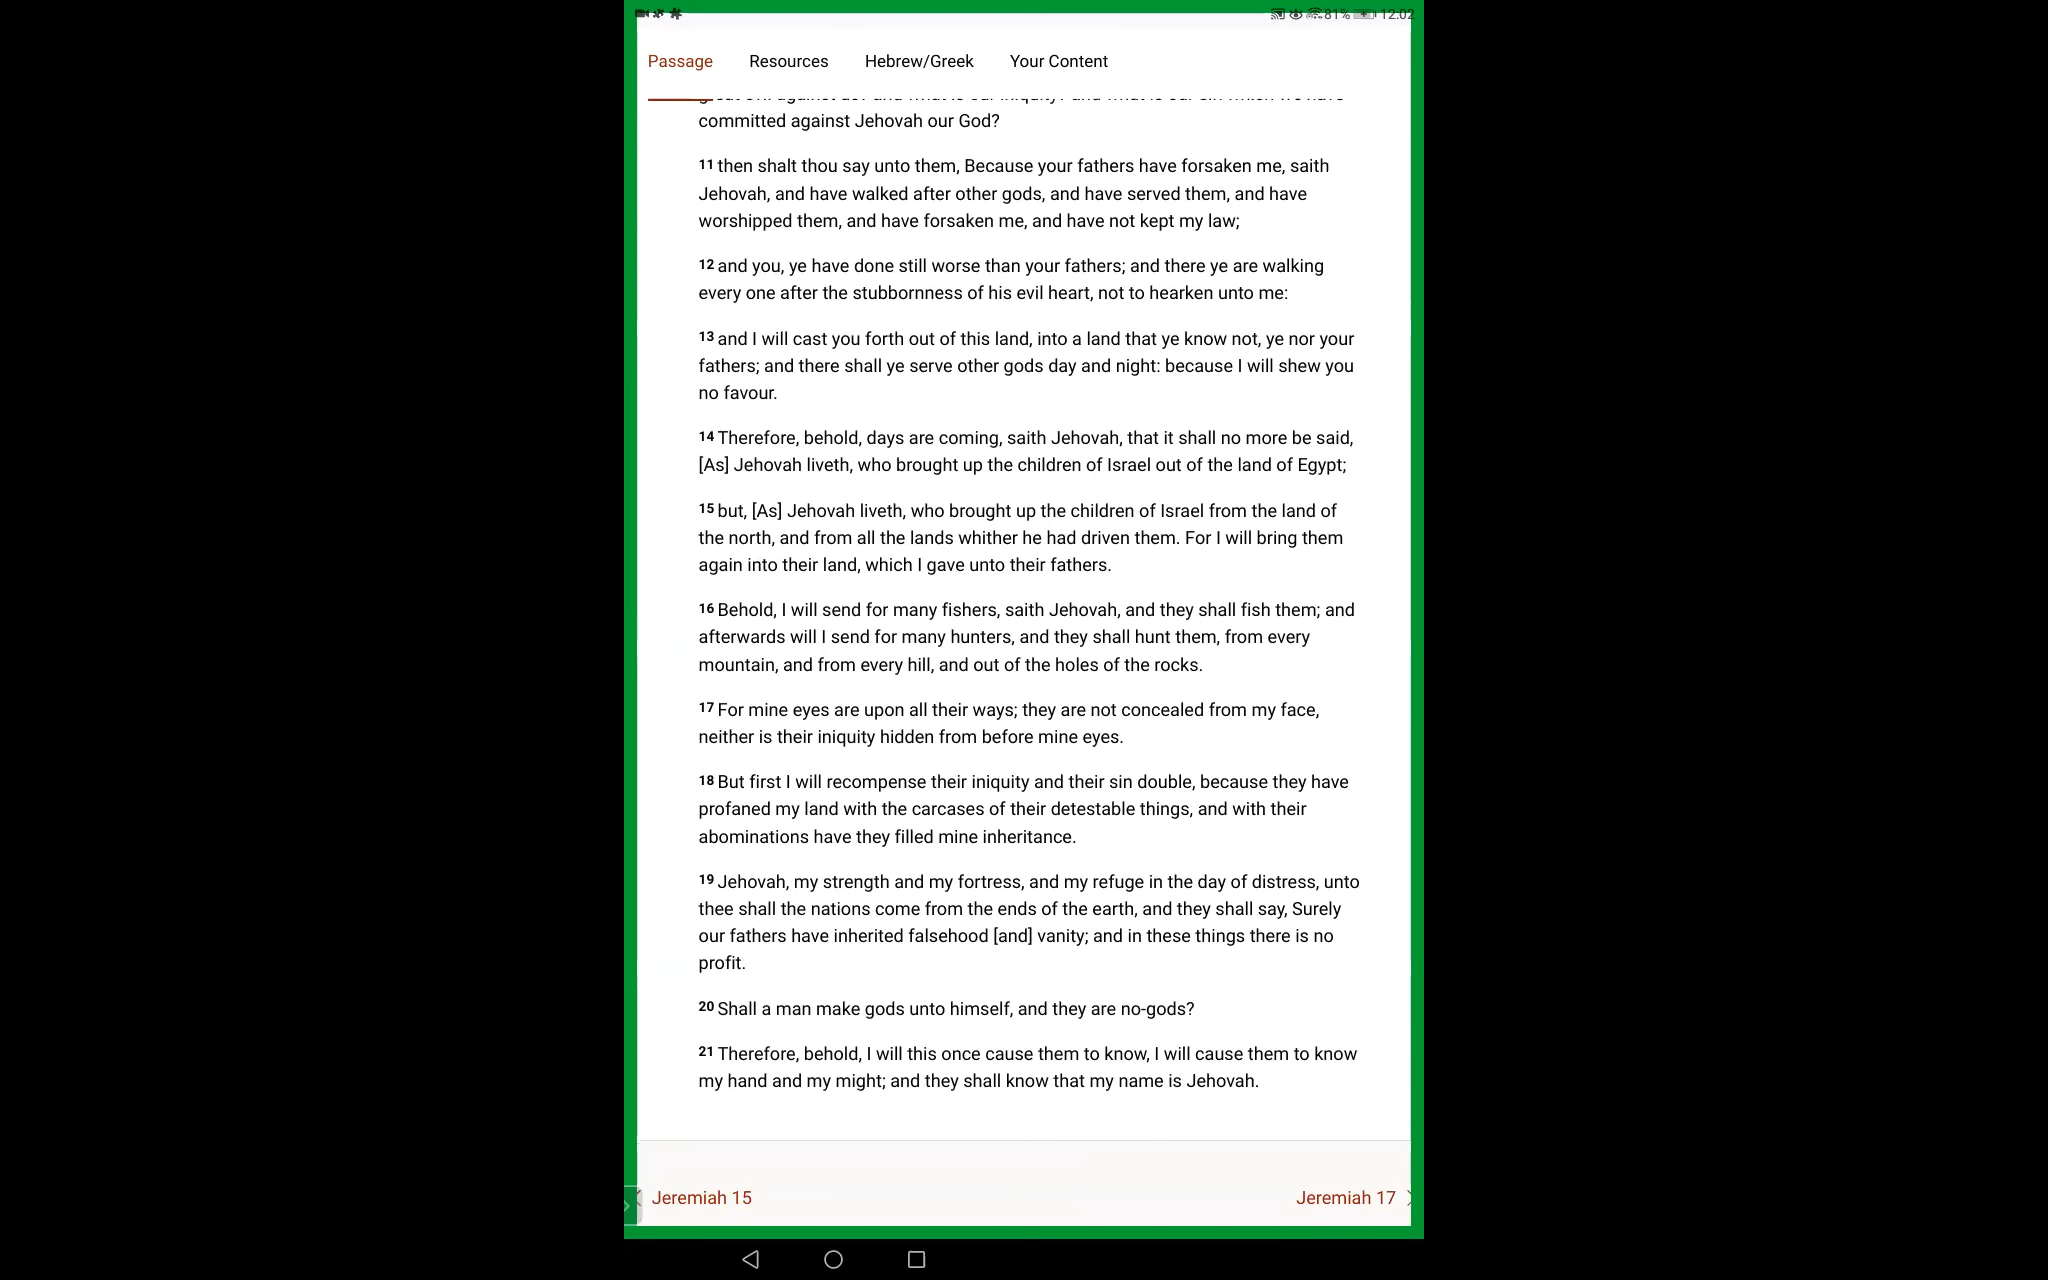 81% 12:02
Passage Resources Hebrew/Greek Your Content
committed against Jehovah our God?
11 then shalt thou say unto them, Because your fathers have forsaken me, saith
Jehovah, and have walked after other gods, and have served them, and have
worshipped them, and have forsaken me, and have not kept my law;
12 and you, ye have done still worse than your fathers; and there ye are walking
every one after the stubbornness of his evil heart, not to hearken unto me:
13 and I will cast you forth out of this land, into a land that ye know not, ye nor your
fathers; and there shall ye serve other gods day and night: because I will shew you
no favour.
14 Therefore, behold, days are coming, saith Jehovah, that it shall no more be said,
[As] Jehovah liveth, who brought up the children of Israel out of the land of Egypt;
15 but, [As] Jehovah liveth, who brought up the children of Israel from the land of
the north, and from all the lands whither he had driven them. For I will bring them
again into their land, which I gave unto their fathers.
16 Behold, I will send for many fishers, saith Jehovah, and they shall fish them; and
afterwards will I send for many hunters, and they shall hunt them, from every
mountain, and from every hill, and out of the holes of the rocks.
17 For mine eyes are upon all their ways; they are not concealed from my face,
neither is their iniquity hidden from before mine eyes.
18 But first I will recompense their iniquity and their sin double, because they have
profaned my land with the carcases of their detestable things, and with their
abominations have they filled mine inheritance.
19 Jehovah, my strength and my fortress, and my refuge in the day of distress, unto
thee shall the nations come from the ends of the earth, and they shall say, Surely
our fathers have inherited falsehood [and] vanity; and in these things there is no
profit.
20 Shall a man make gods unto himself, and they are no-gods?
21 Therefore, behold, I will this once cause them to know, I will cause them to know
my hand and my might; and they shall know that my name is Jehovah.
Jeremiah 15 Jeremiah 17